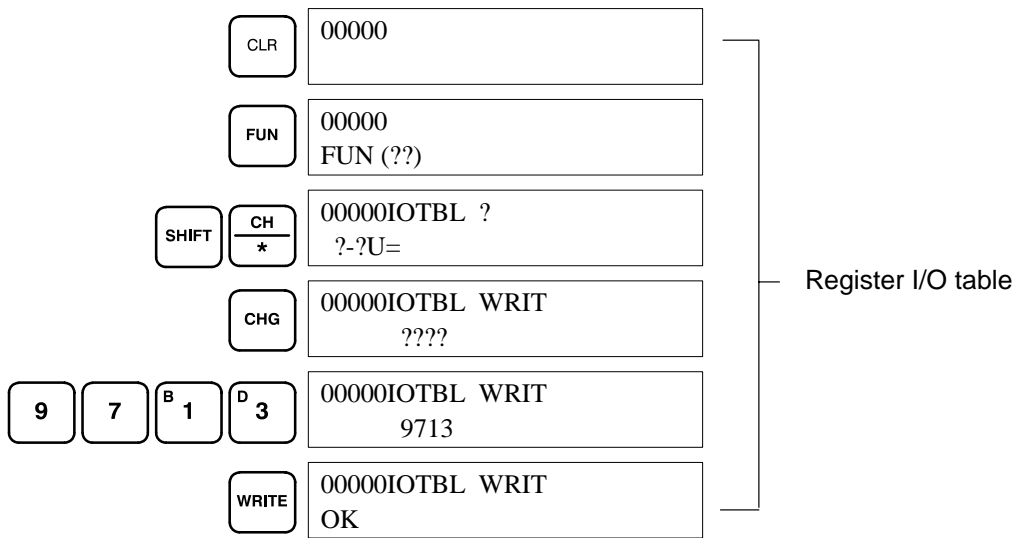 CLR
00000
FUN
00000
FUN (??)
SHIFT
CH
*
00000IOTBL ?
?-?U=
CHG
00000IOTBL WRIT
????
Register I/O table
9 7 B 1 D 3
00000IOTBL WRIT
9713
WRITE
00000IOTBL WRIT
OK